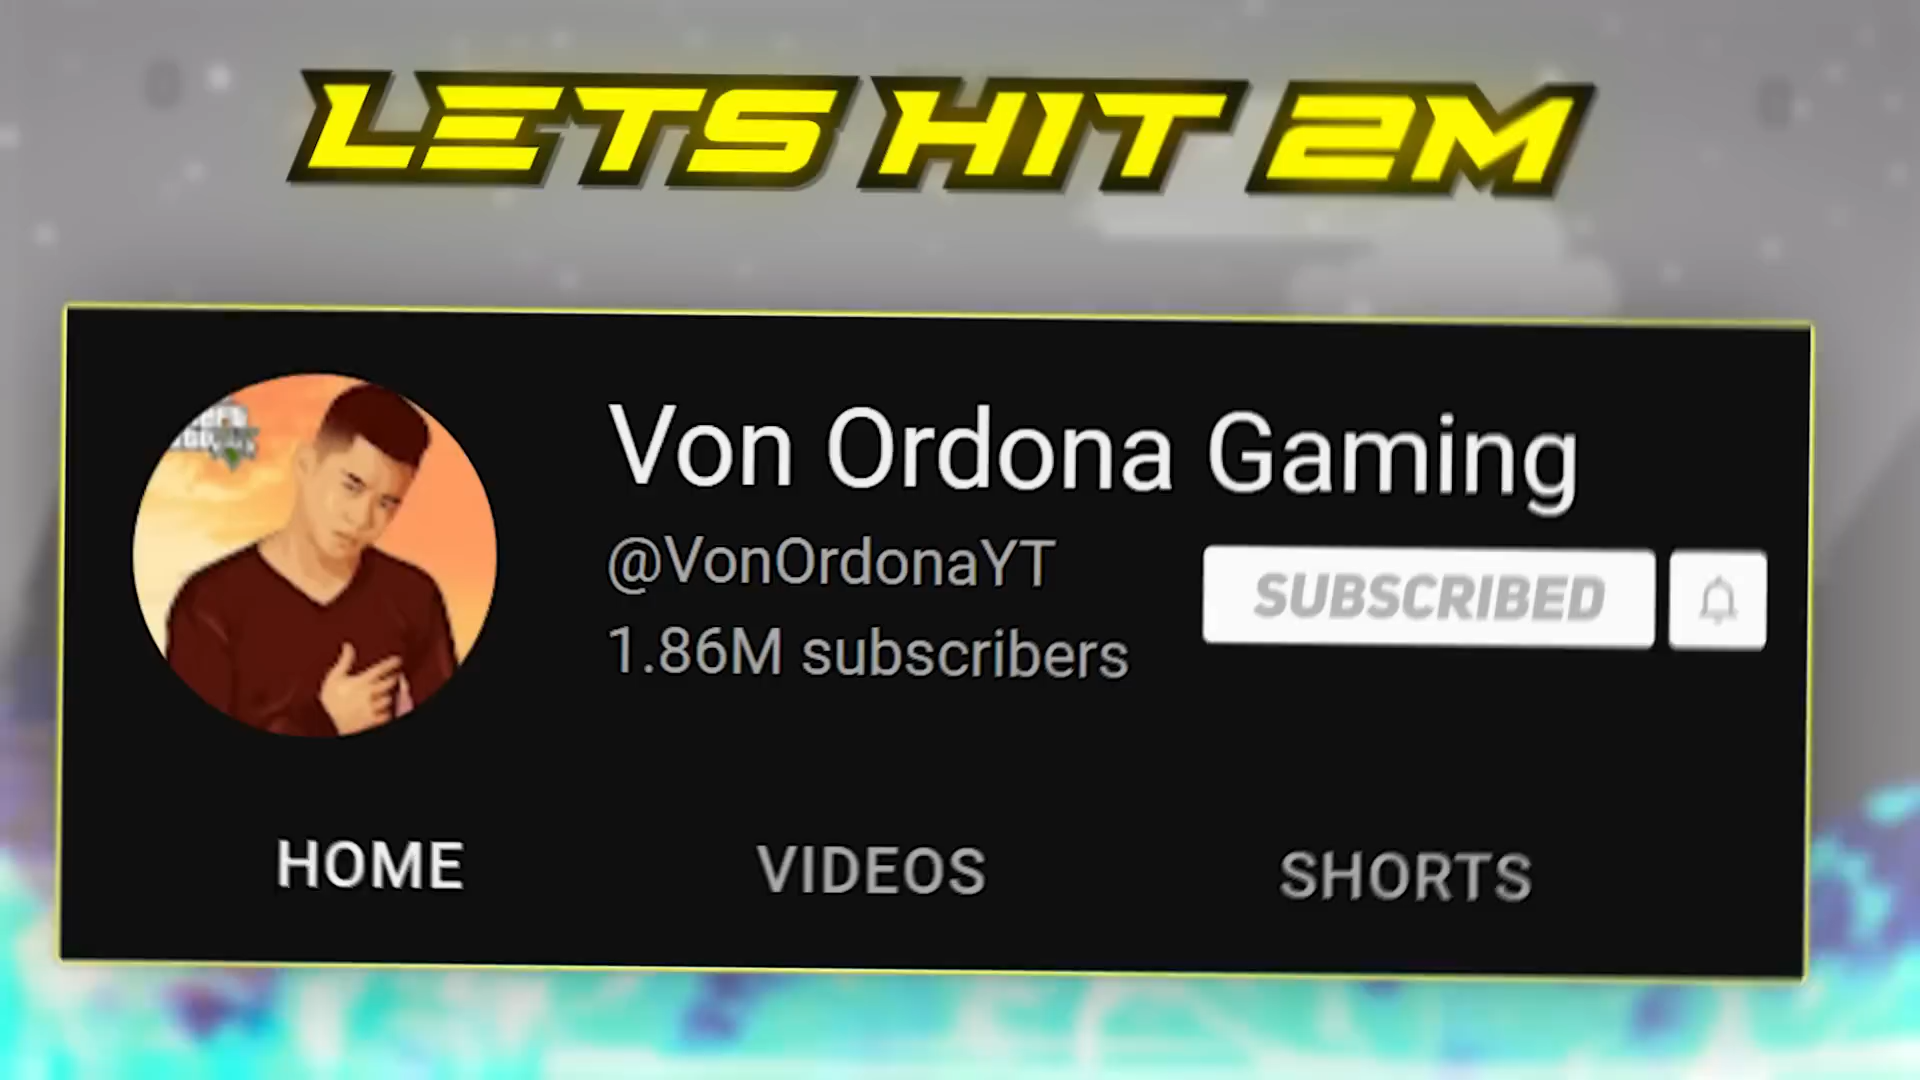 LETS HIT 2M
Von Ordona Gaming
@VonOrdonaYT
SUBSCRIBED
1.86M subscribers
HOME VIDEOS SHORTS